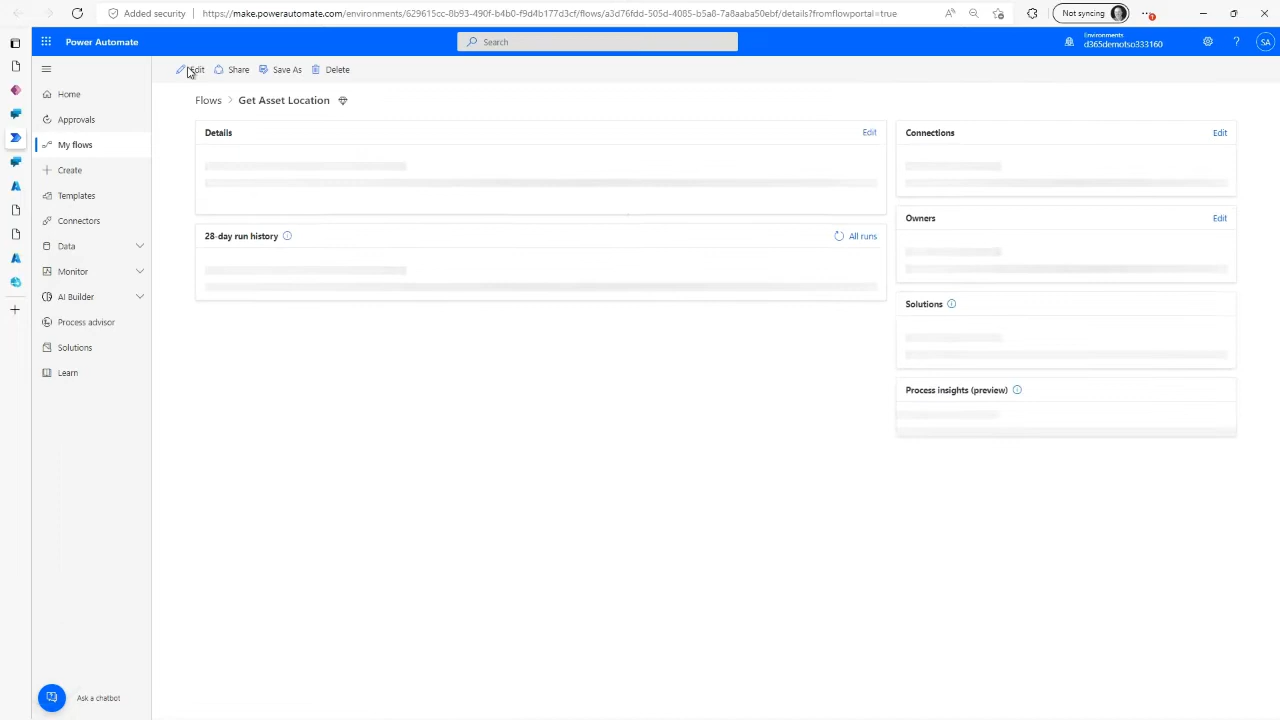 Added security
https://make.powerautomate.com/environments/629615cc-8b93-490f-b4b0-f9d4b177d3cf/flows/a3d76fdd-505d-4085-b5a8-7a8aaba50ebf/details?fromflowportal=true
Not syncing
Power Automate
Search
Environments
d365demotso333160
SA
Edit
Share
Save As
Delete
Home
Approvals
My flows
Create
Templates
Connectors
Data
Monitor
AI Builder
Process advisor
Solutions
Learn
Flows
Get Asset Location
Details
Edit
28-day run history
All runs
Connections
Edit
Owners
Edit
Solutions
Process insights (preview)
Ask a chatbot